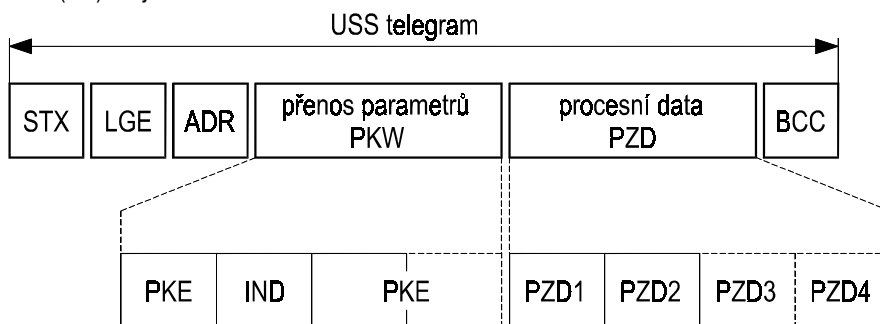 USS telegram
STX LGE ADR přenos parametrů PKW procesní data PZD BCC
PKE IND PKE PZD1 PZD2 PZD3 PZD4